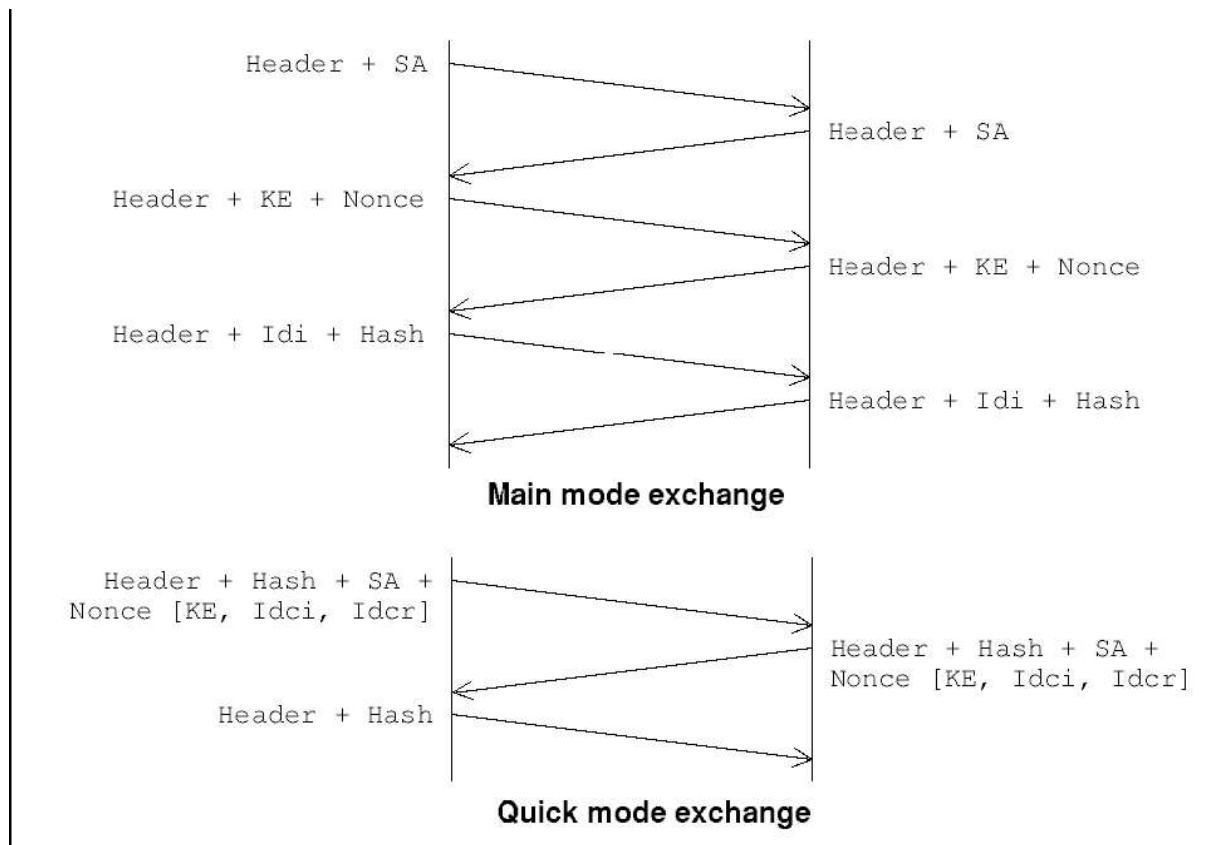 Header + SA
Header + SA
Header + KE + Nonce
Header + KE + Nonce
Header + Idi + Hash
Header + Idi + Hash
Main mode exchange
Header + Hash + SA +
Nonce [KE, Idci, Idcr]
Header + Hash + SA +
Nonce [KE, Idci, Idcr]
Header + Hash
Quick mode exchange